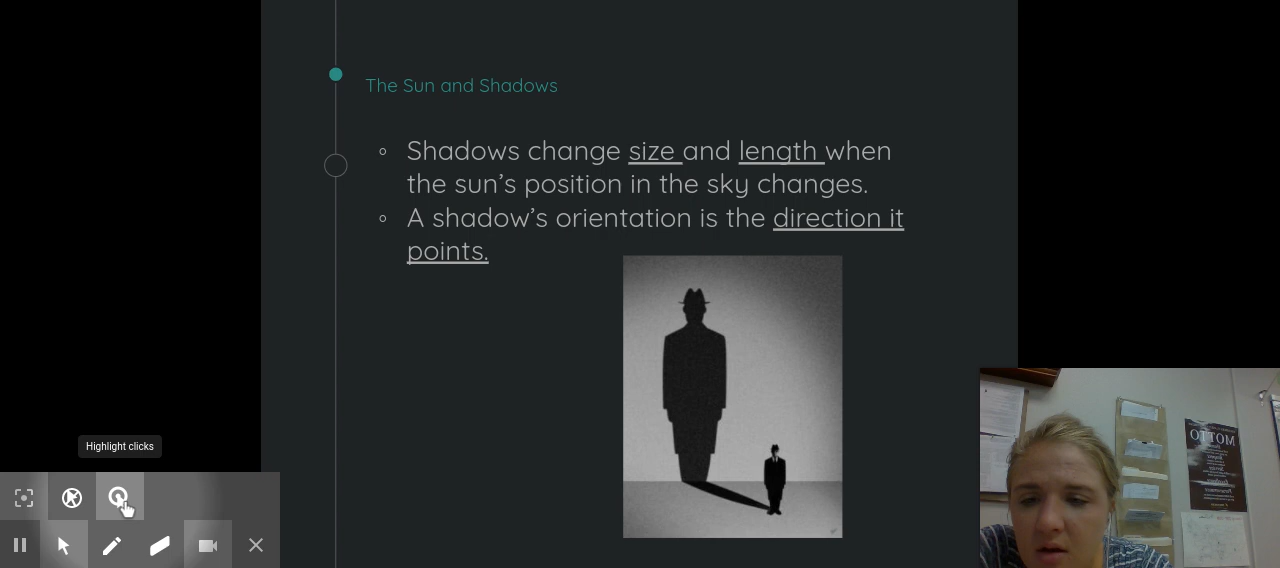 The Sun and Shadows
Shadows change size and length when
the sun's position in the sky changes.
A shadow's orientation is the direction it
points.
Highlight clicks
MOTTO